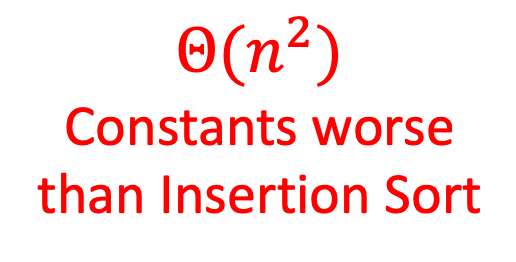 Θ(n²)
Constants worse
than Insertion Sort